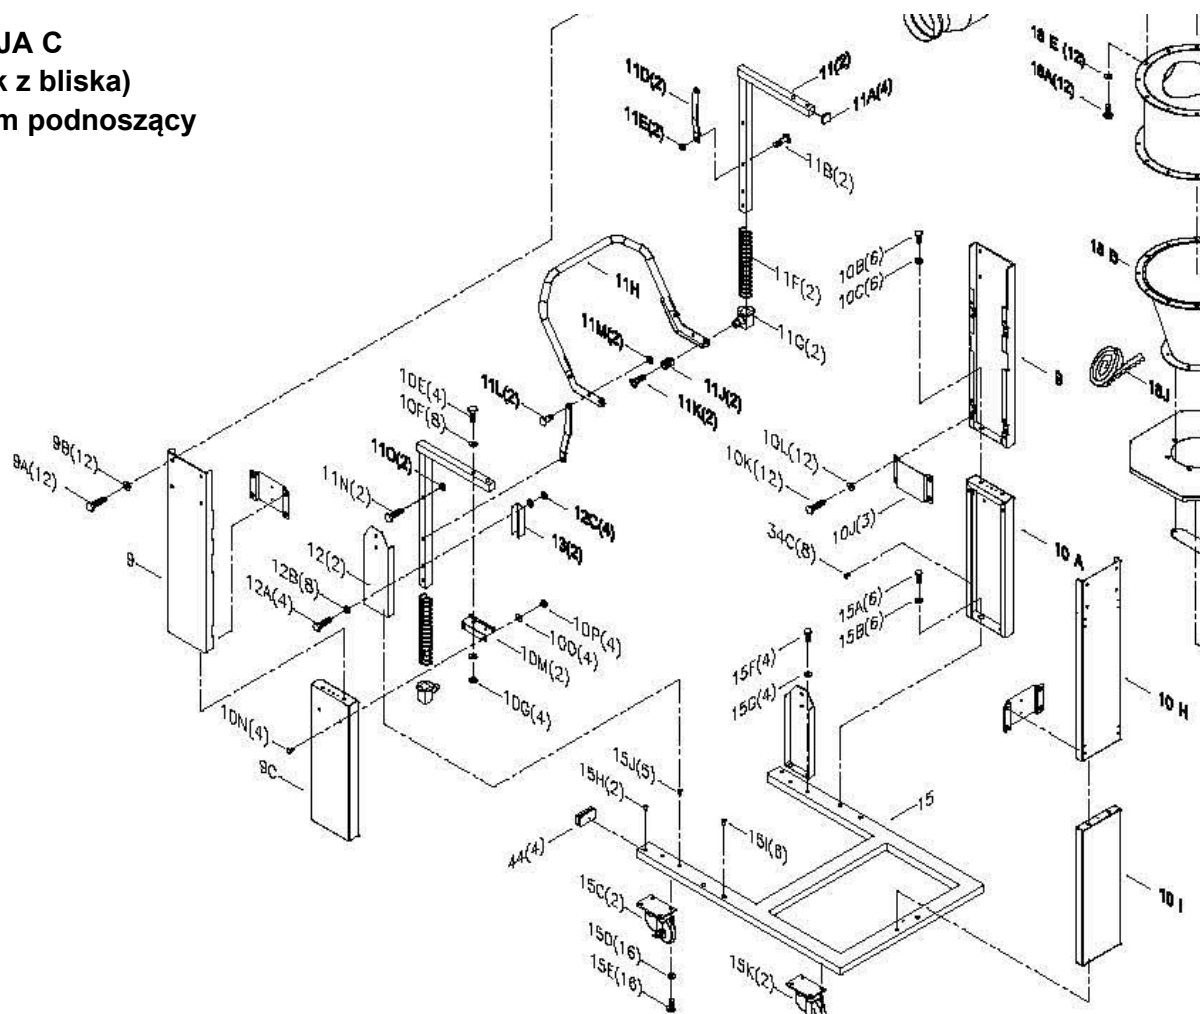 JA C
k z bliska)
m podnoszący
18 E (12)
18A(12)
11D(2)
11(2)
11A(4)
11E(2)
11B(2)
18 B
10B(6)
10C(6)
11F(2)
11H
11M(2)
11G(2)
10E(4)
11L(2)
11J(2)
11K(2)
18J
10F(8)
9B(12)
9A(12)
11O(2)
11N(2)
10L(12)
10K(12)
12C(4)
13(2)
10J(3)
34C(8)
10 A
9
12(2)
12B(8)
12A(4)
15A(6)
15B(6)
10P(4)
10O(4)
10M(2)
10G(4)
15F(4)
15G(4)
10 H
10N(4)
9C
15J(5)
15H(2)
15
44(4)
15I(6)
15C(2)
10 I
15D(16)
15E(16)
15K(2)